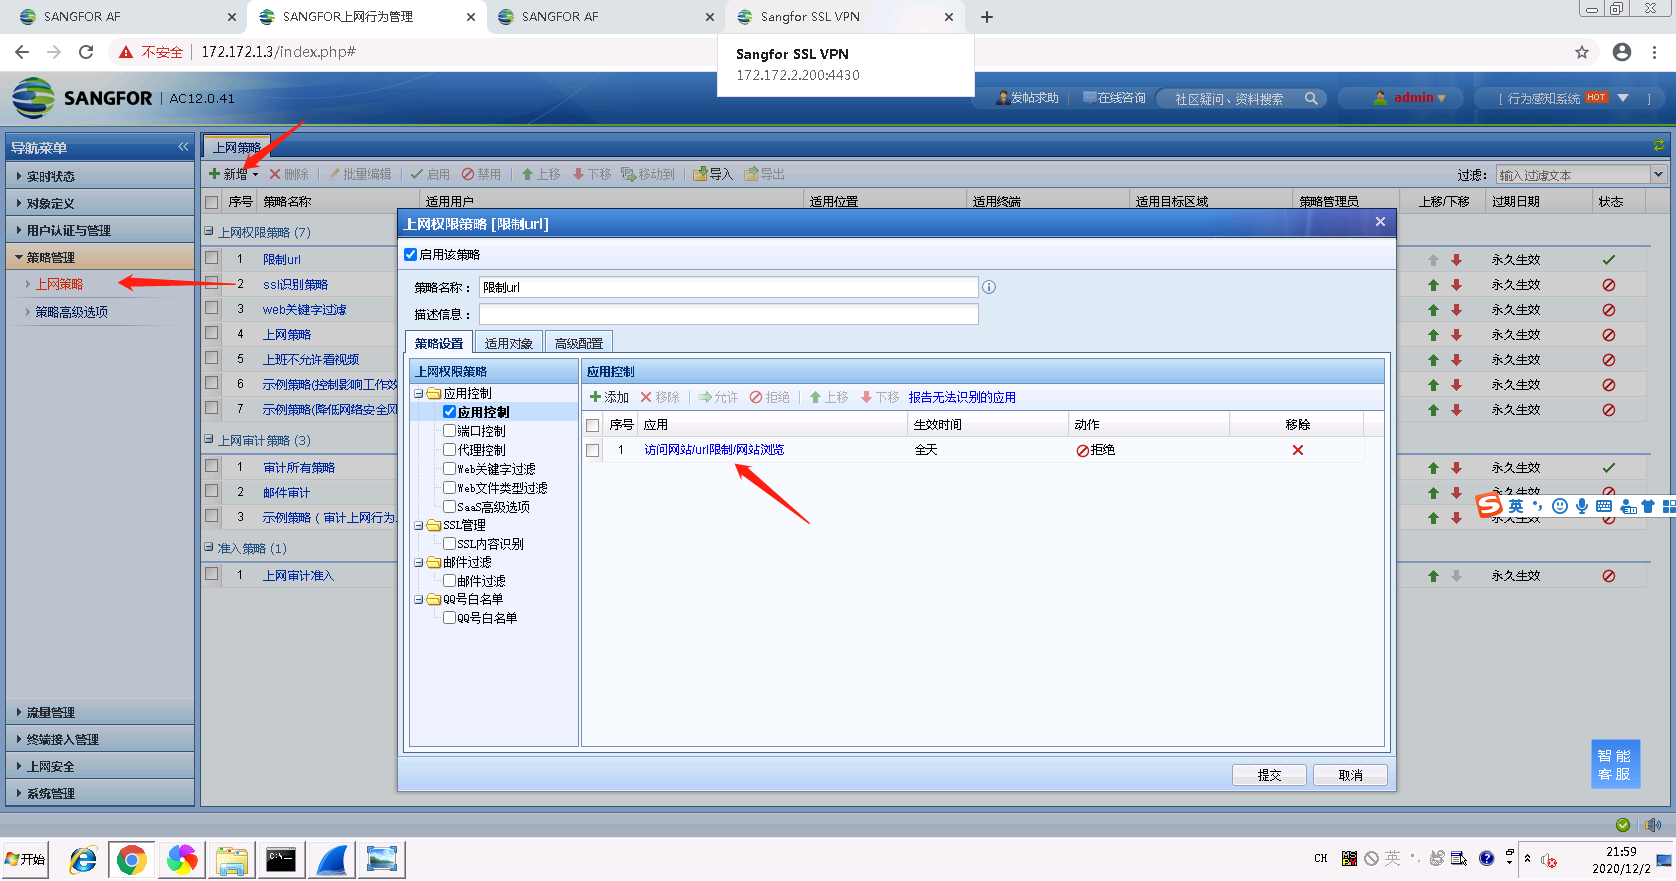 SANGFOR AF
SANGFOR上网行为管理
SANGFOR AF
Sangfor SSL VPN
不安全 172.172.1.3/index.php#
Sangfor SSL VPN
172.172.2.200:4430
SANGFOR AC12.0.41
发帖求助 在线咨询 社区疑问、资料搜索 admin [ 行为感知系统 HOT ]
导航菜单
实时状态
对象定义
用户认证与管理
策略管理
上网策略
策略高级选项
流量管理
终端接入管理
上网安全
系统管理
上网策略
新增 删除 批量编辑 启用 禁用 上移 下移 移动到 导入 导出 过滤： 输入过滤文本
序号 策略名称 适用用户 适用位置 适用终端 适用目标区域 策略管理员 上移/下移 过期日期 状态
上网权限策略 (7)
1 限制url 永久生效
2 ssl识别策略 永久生效
3 web关键字过滤 永久生效
4 上网策略 永久生效
5 上班不允许看视频 永久生效
6 示例策略(控制影响工作效 永久生效
7 示例策略(降低网络安全风 永久生效
上网审计策略 (3)
1 审计所有策略 永久生效
2 邮件审计 永久生效
3 示例策略 ( 审计上网行为. 永久生效
准入策略 (1)
1 上网审计准入 永久生效
上网权限策略 [限制url]
启用该策略
策略名称： 限制url
描述信息：
策略设置 适用对象 高级配置
上网权限策略
应用控制
应用控制
端口控制
代理控制
Web关键字过滤
Web文件类型过滤
SaaS高级选项
SSL管理
SSL内容识别
邮件过滤
邮件过滤
QQ号白名单
QQ号白名单
应用控制
添加 移除 允许 拒绝 上移 下移 报告无法识别的应用
序号 应用 生效时间 动作 移除
1 访问网站/url限制/网站浏览 全天 拒绝
提交 取消
英
智能
客服
开始
CH 英
21:59
2020/12/2